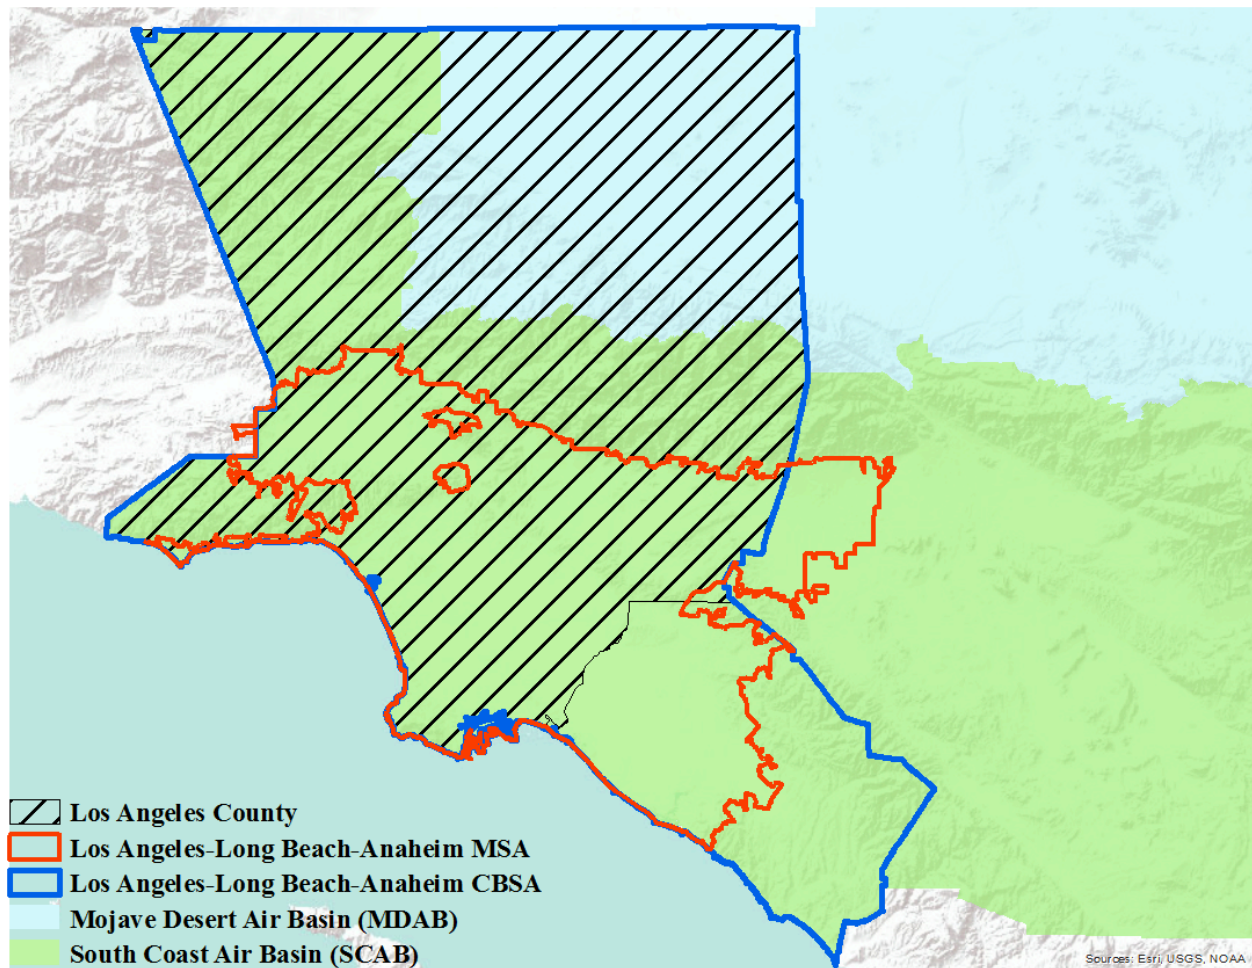 Los Angeles County
Los Angeles-Long Beach-Anaheim MSA
Los Angeles-Long Beach-Anaheim CBSA
Mojave Desert Air Basin (MDAB)
South Coast Air Basin (SCAB)
Sources: Esri, USGS, NOAA